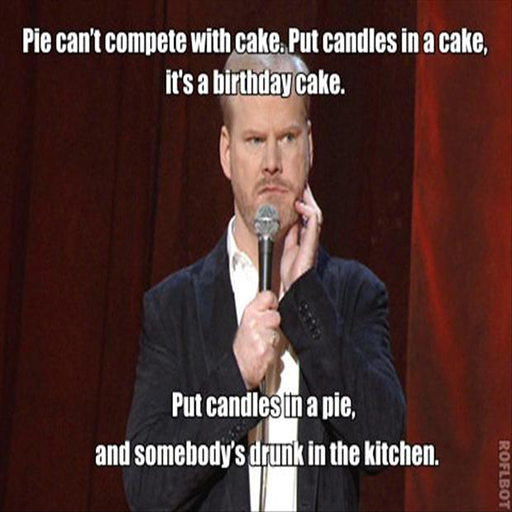 Pie can't compete with cake. Put candles in a cake,
it's a birthday cake.
Put candles in a pie,
and somebody's drunk in the kitchen.
ROFLBOT